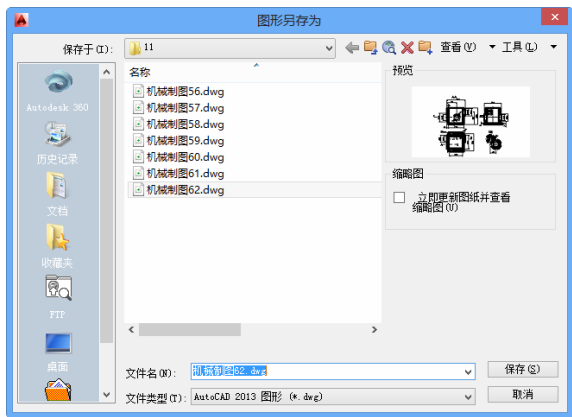 图形另存为
保存于(I): 11 查看(V) 工具(L)
名称
机械制图56.dwg
机械制图57.dwg
机械制图58.dwg
机械制图59.dwg
机械制图60.dwg
机械制图61.dwg
机械制图62.dwg
Autodesk 360
历史记录
文档
收藏夹
FTP
桌面
预览
缩略图
立即更新图纸并查看
缩略图(U)
文件名(N): 机械制图62.dwg 保存(S)
文件类型(T): AutoCAD 2013 图形 (*.dwg) 取消